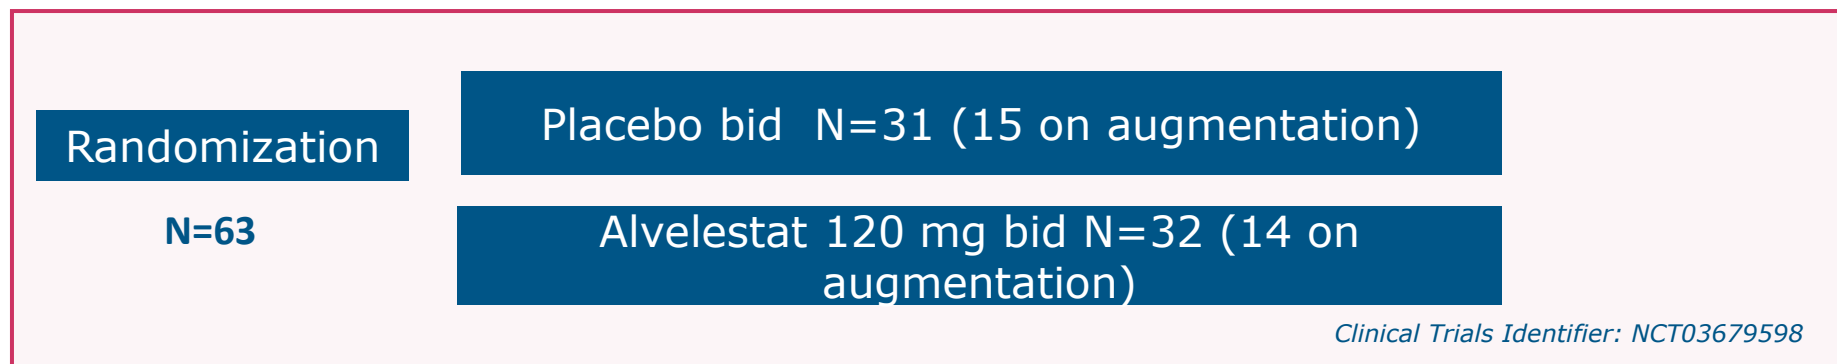 Randomization
N=63
Placebo bid  N=31 (15 on augmentation)
Alvelestat 120 mg bid N=32 (14 on
augmentation)
Clinical Trials Identifier: NCT03679598